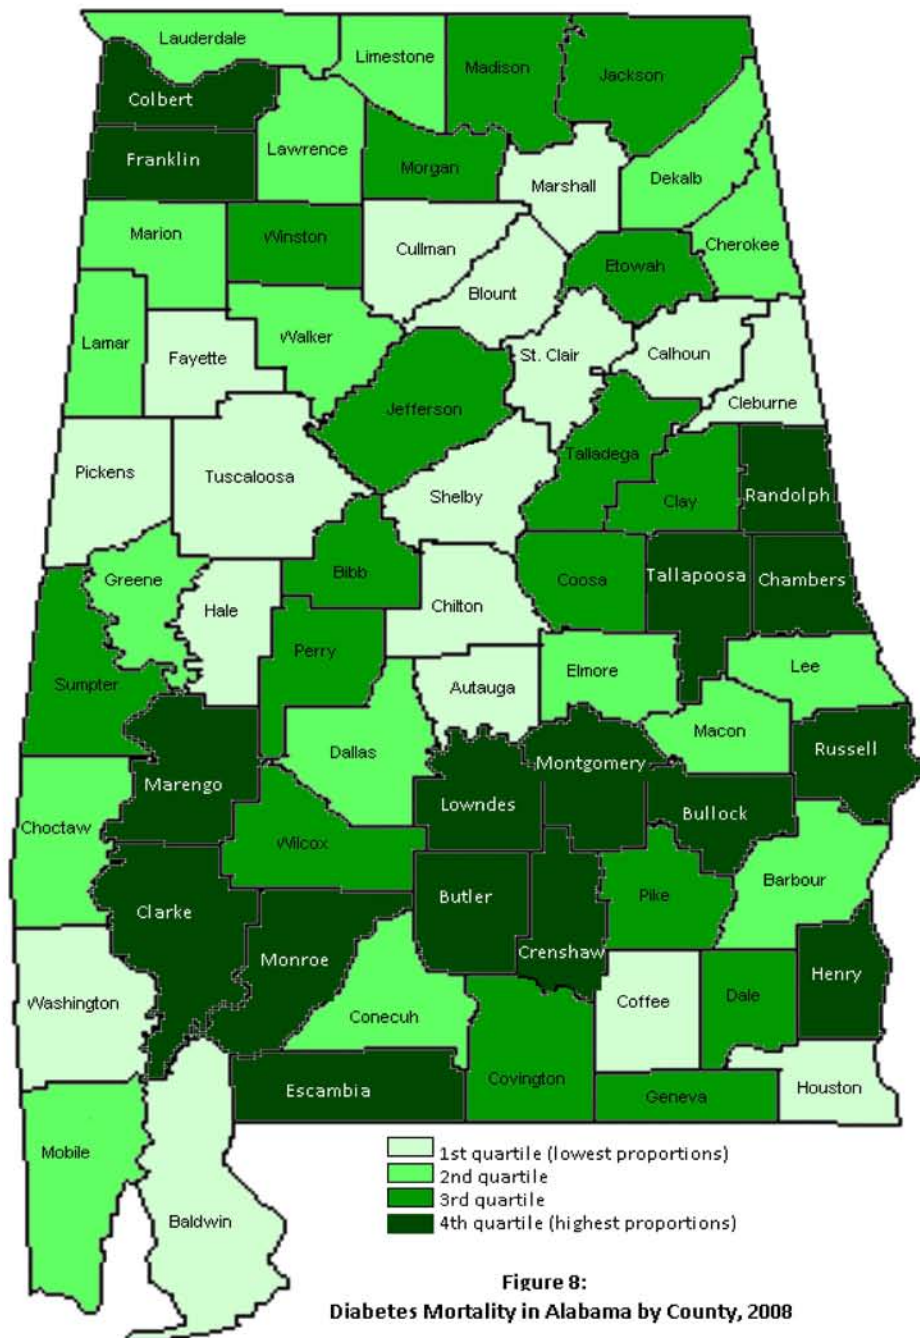 Lauderdale
Limestone
Madison
Jackson
Colbert
Franklin
Lawrence
Morgan
Marshall
Dekalb
Marion
Winston
Cullman
Cherokee
Etowah
Blount
Lamar
Fayette
Walker
St. Clair
Calhoun
Cleburne
Jefferson
Pickens
Tuscaloosa
Shelby
Talladega
Clay
Randolph
Greene
Hale
Bibb
Chilton
Coosa
Tallapoosa
Chambers
Sumpter
Perry
Autauga
Elmore
Lee
Marengo
Dallas
Lowndes
Montgomery
Macon
Russell
Bullock
Choctaw
Wilcox
Clarke
Butler
Crenshaw
Pike
Barbour
Monroe
Henry
Washington
Conecuh
Coffee
Dale
Escambia
Covington
Geneva
Houston
Mobile
Baldwin
1st quartile (lowest proportions)
2nd quartile
3rd quartile
4th quartile (highest proportions)
Figure 8:
Diabetes Mortality in Alabama by County, 2008